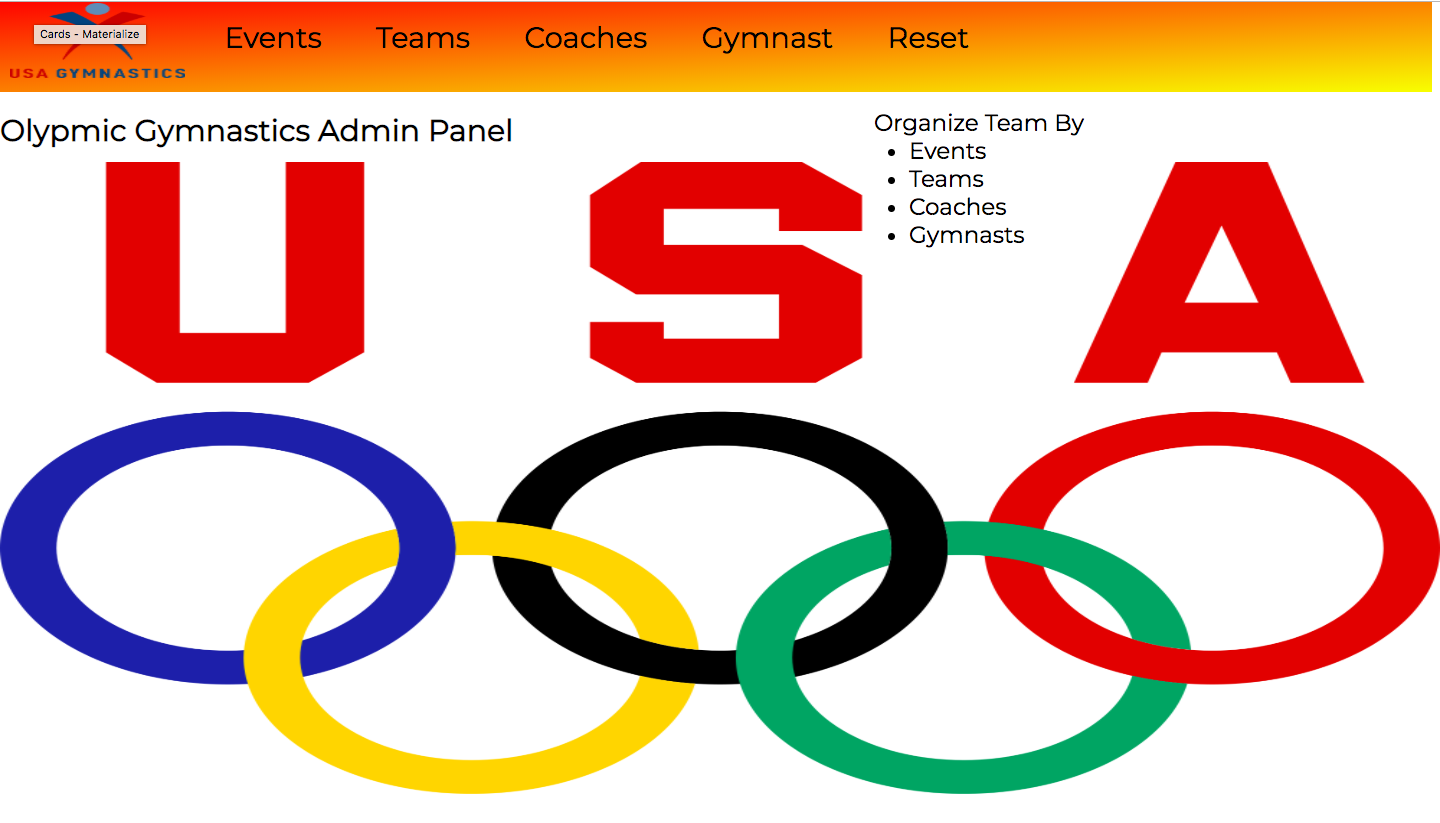 Cards - Materialize
USA GYMNASTICS
Events Teams Coaches Gymnast Reset
Olypmic Gymnastics Admin Panel
Organize Team By
Events
Teams
Coaches
Gymnasts
USA